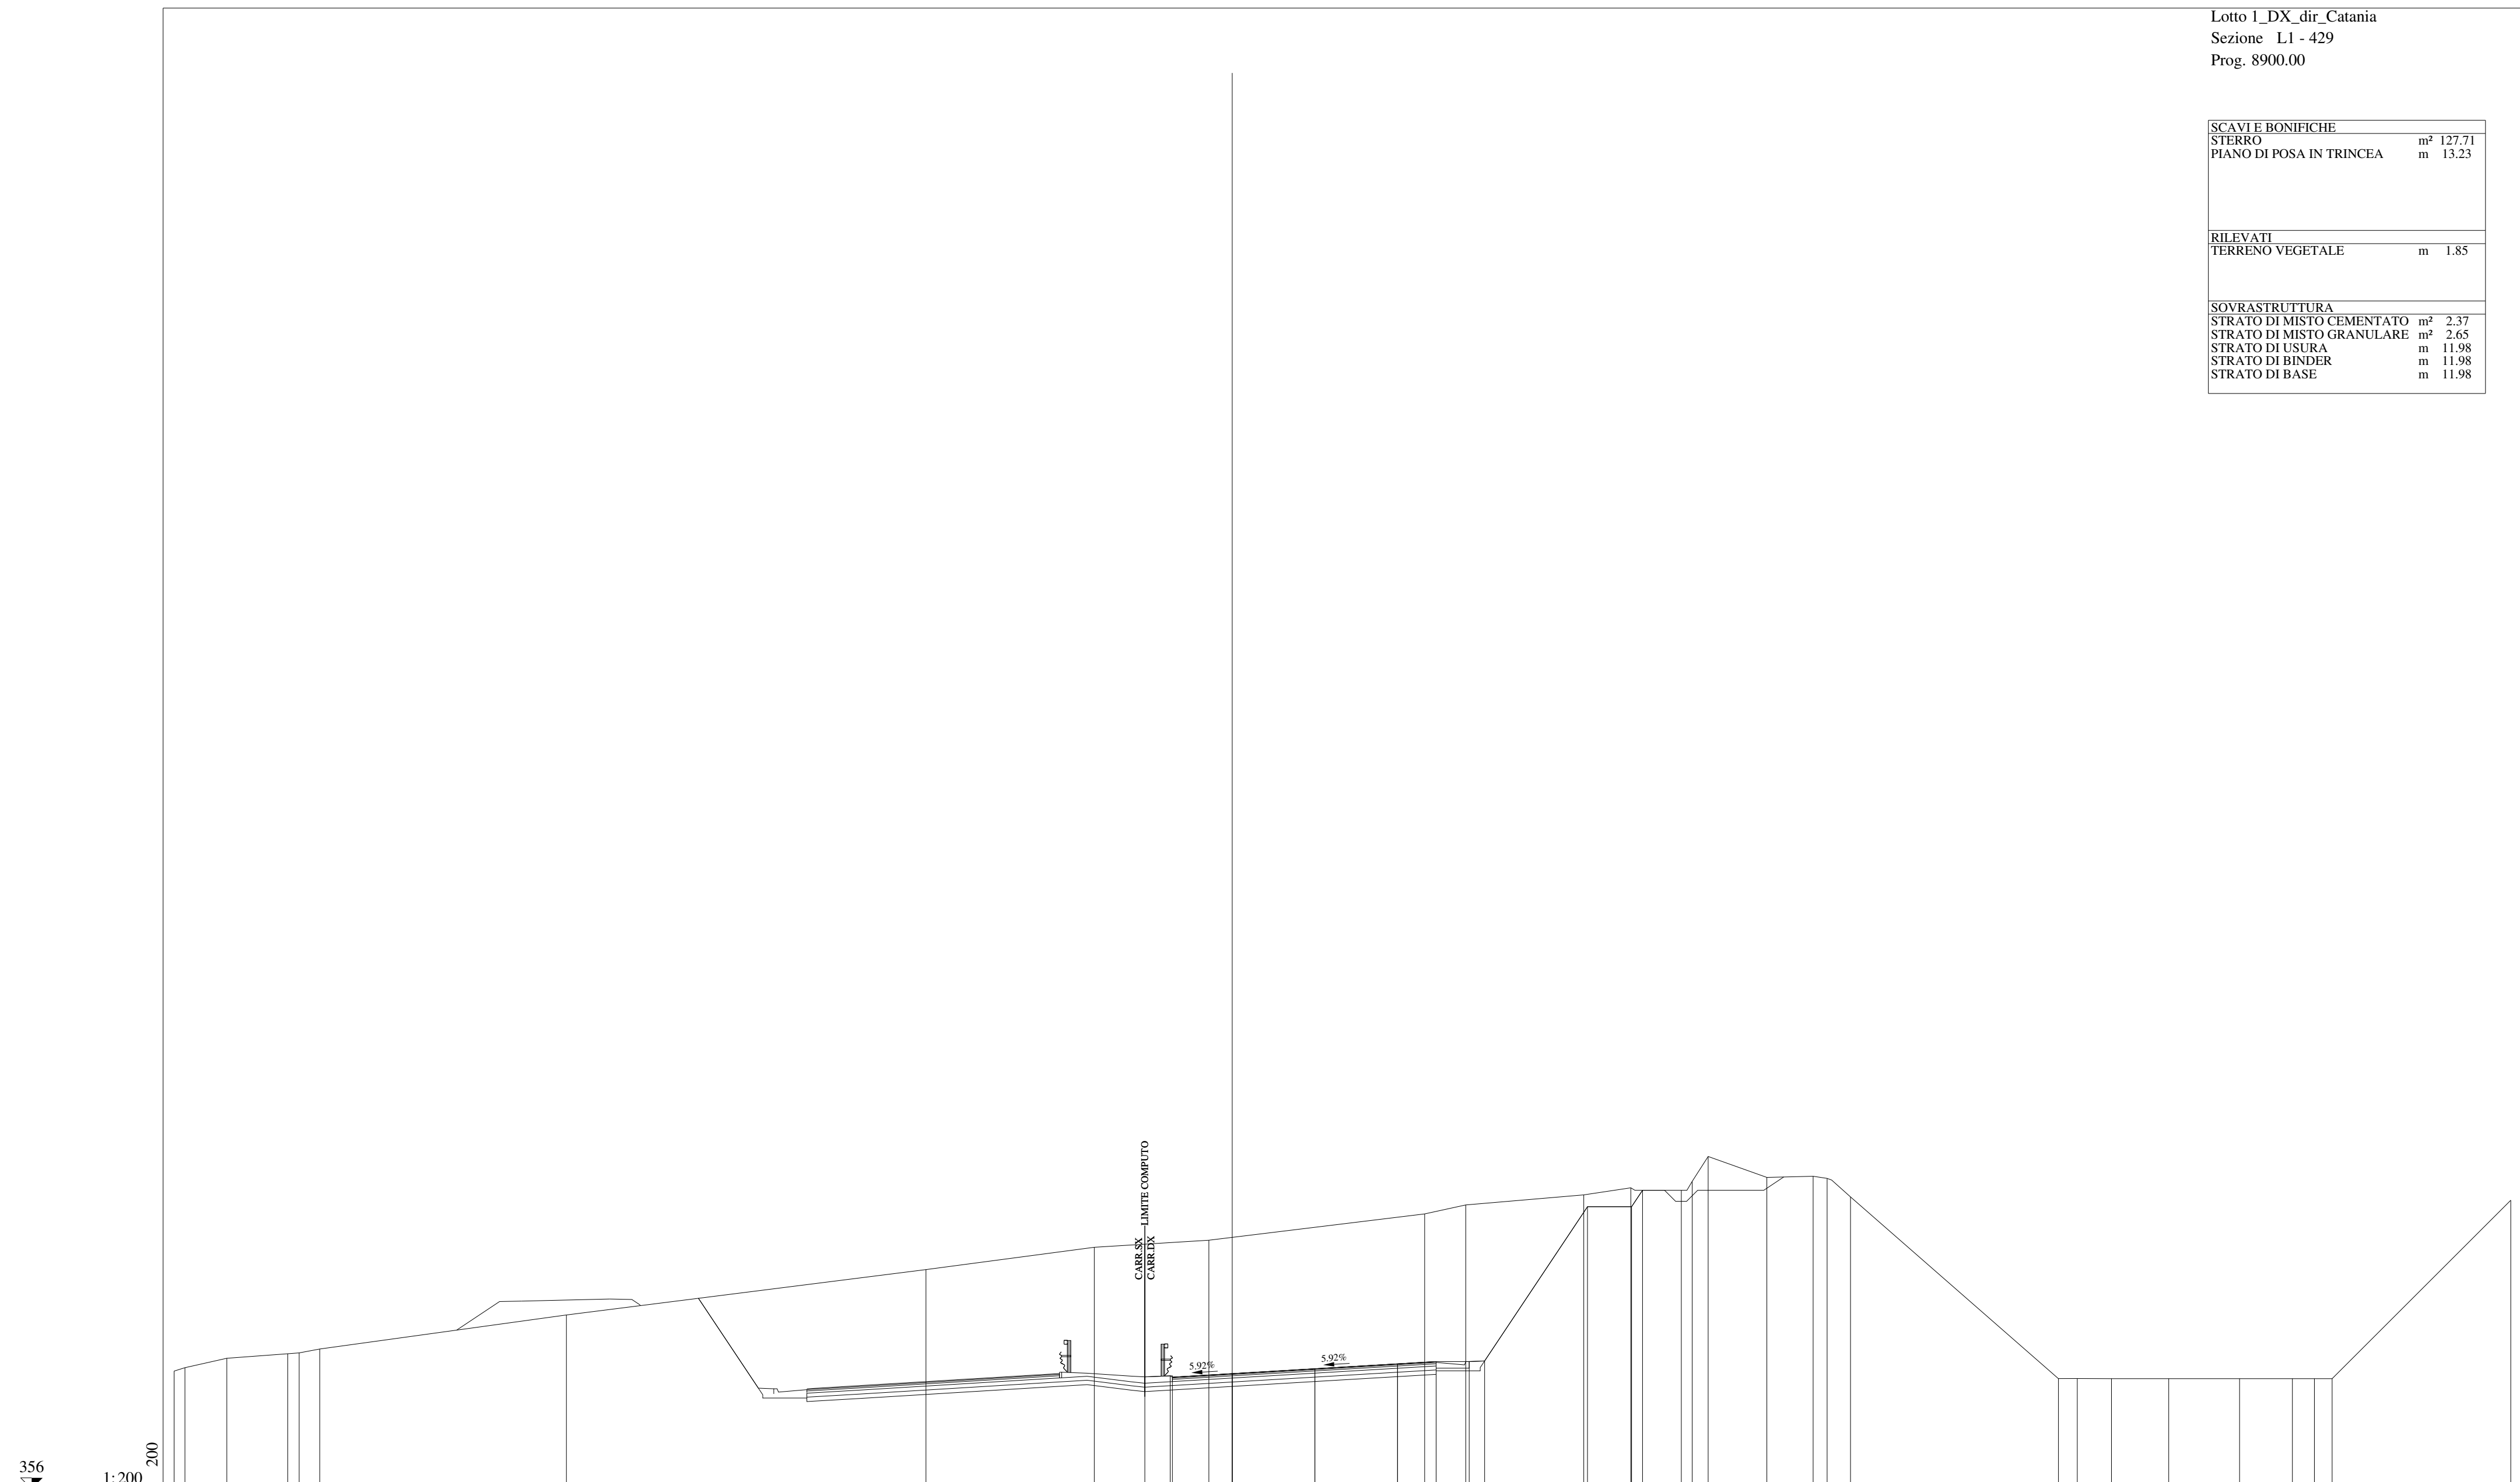 Lotto 1_DX_dir_Catania
Sezione L1 - 429
Prog. 8900.00
SCAVI E BONIFICHE
STERRO m² 127.71
PIANO DI POSA IN TRINCEA m 13.23
RILEVATI
TERRENO VEGETALE m 1.85
SOVRASTRUTTURA
STRATO DI MISTO CEMENTATO m² 2.37
STRATO DI MISTO GRANULARE m² 2.65
STRATO DI USURA m 11.98
STRATO DI BINDER m 11.98
STRATO DI BASE m 11.98
LIMITE COMPUTO
CARR.SX
CARR.DX
5.92%
5.92%
200
356
1:200